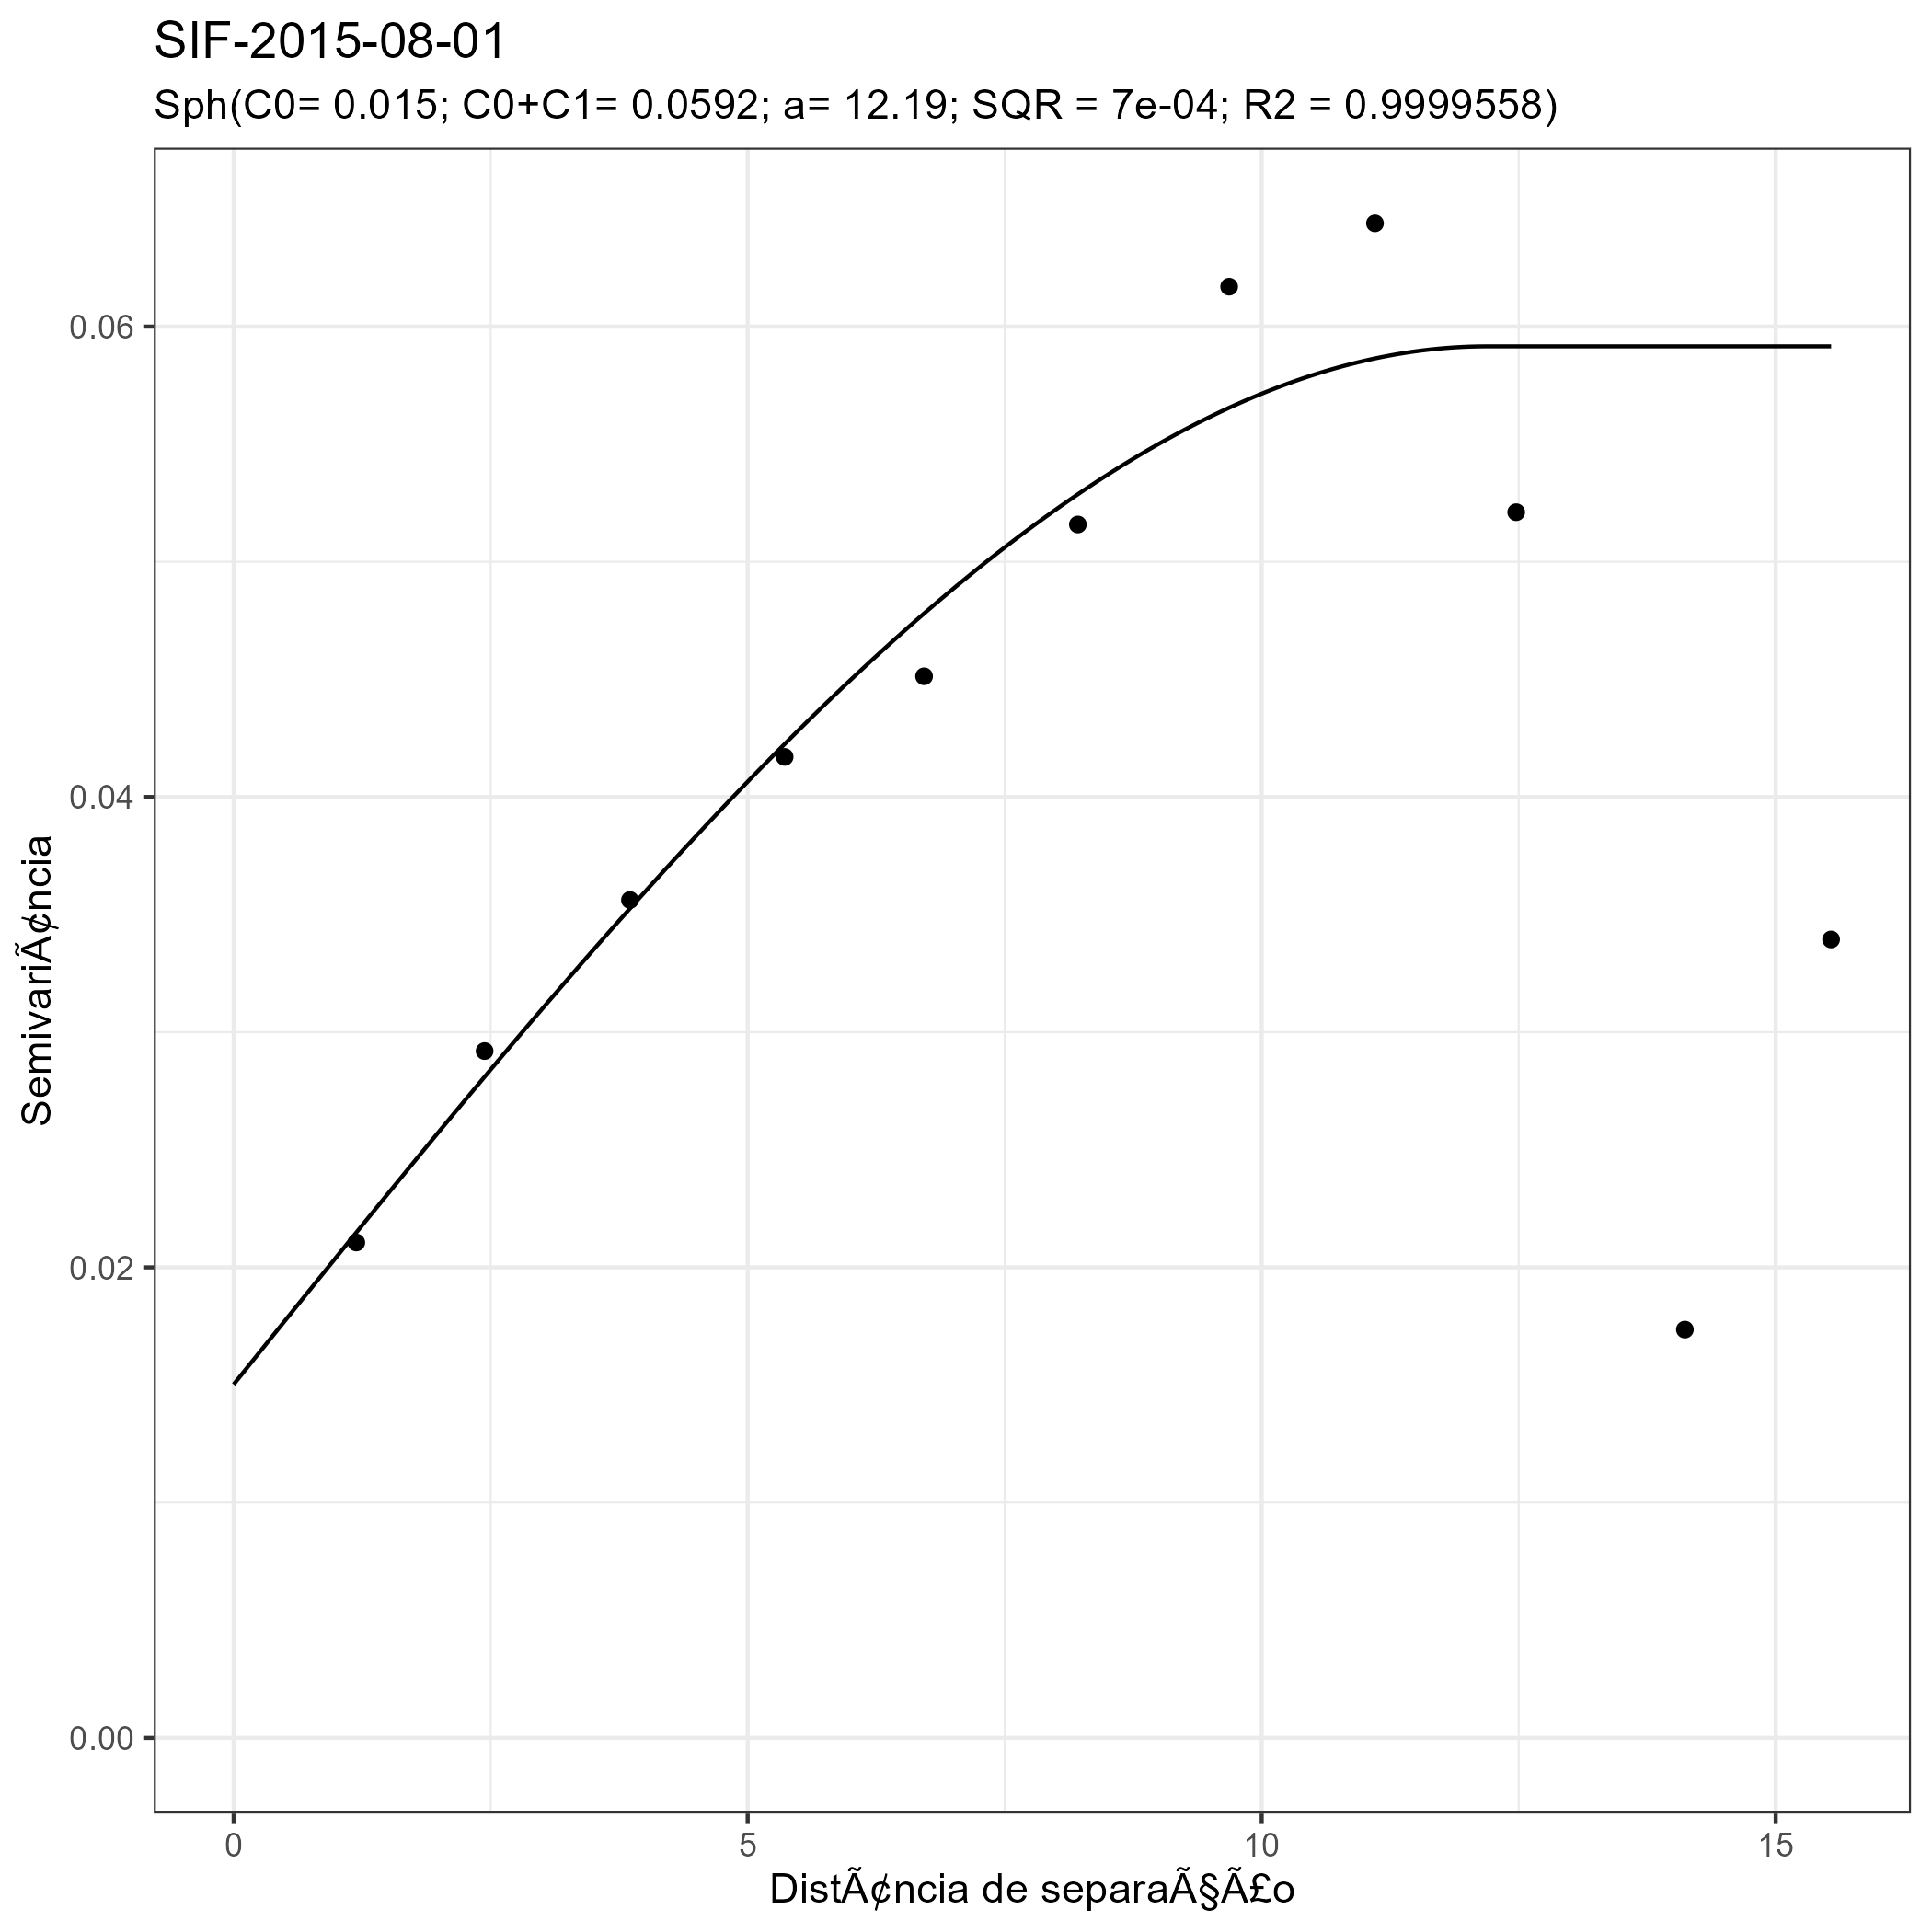 SIF-2015-08-01
Sph(C0= 0.015; C0+C1= 0.0592; a= 12.19; SQR = 7e-04; R2 = 0.9999558)
SemivariÃ¢ncia
0.06
0.04
0.02
0.00
0 5 10 15
DistÃ¢ncia de separaÃ§Ã£o